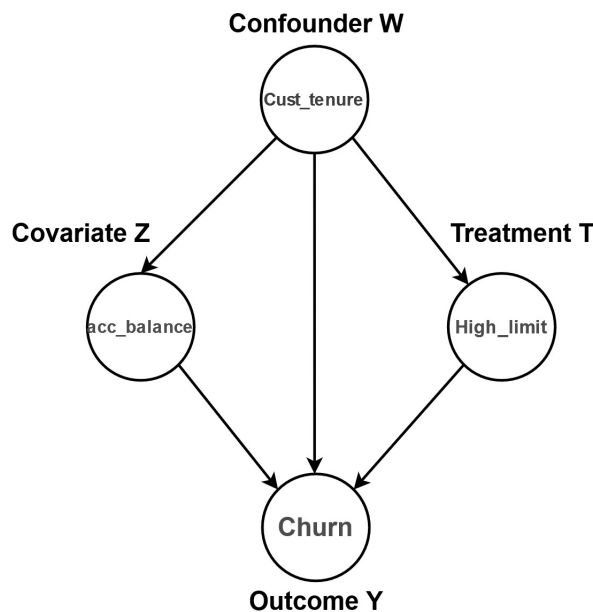 Confounder W
Cust_tenure
Covariate Z
Treatment T
acc_balance
High_limit
Churn
Outcome Y